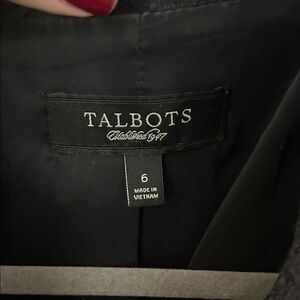 TALBOTS
Established 1947
6
MADE IN
VIETNAM